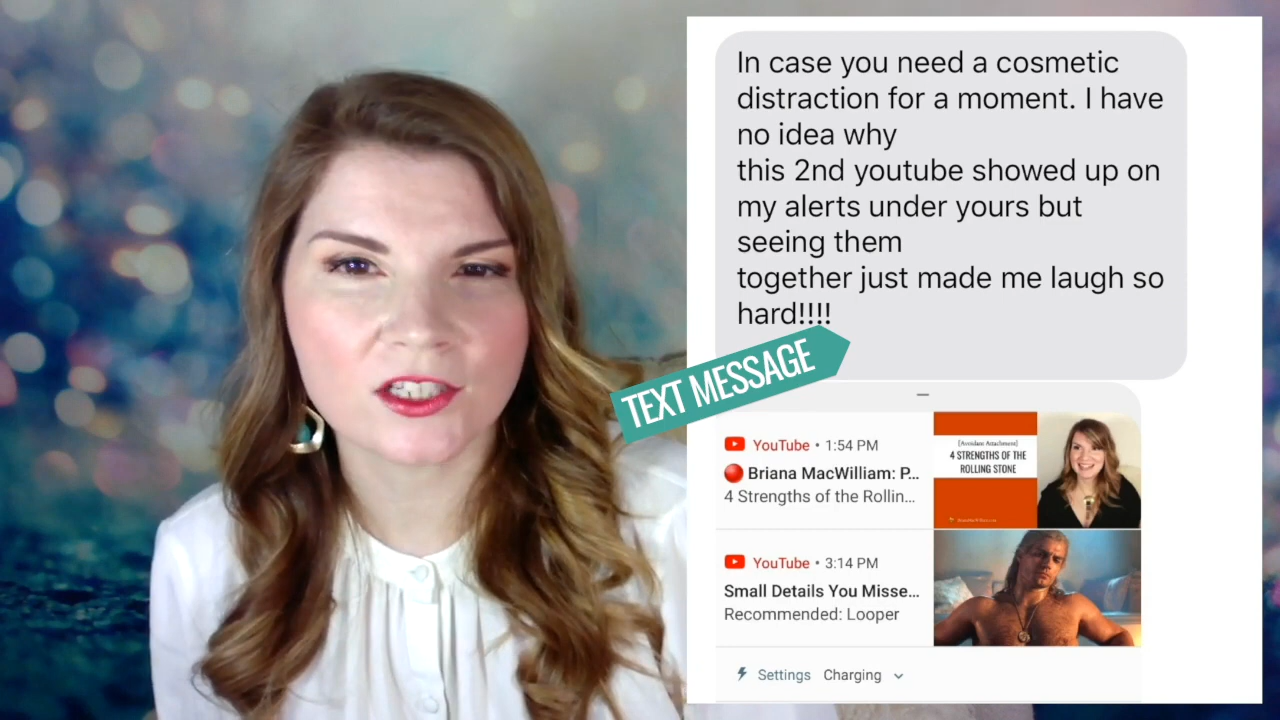 In case you need a cosmetic
distraction for a moment. I have
no idea why
this 2nd youtube showed up on
my alerts under yours but
seeing them
together just made me laugh so
hard!!!!
TEXT MESSAGE
YouTube • 1:54 PM
Briana MacWilliam: P...
4 Strengths of the Rollin...
[Avoidant Attachment]
4 STRENGTHS OF THE
ROLLING STONE
YouTube • 3:14 PM
Small Details You Misse...
Recommended: Looper
Settings Charging